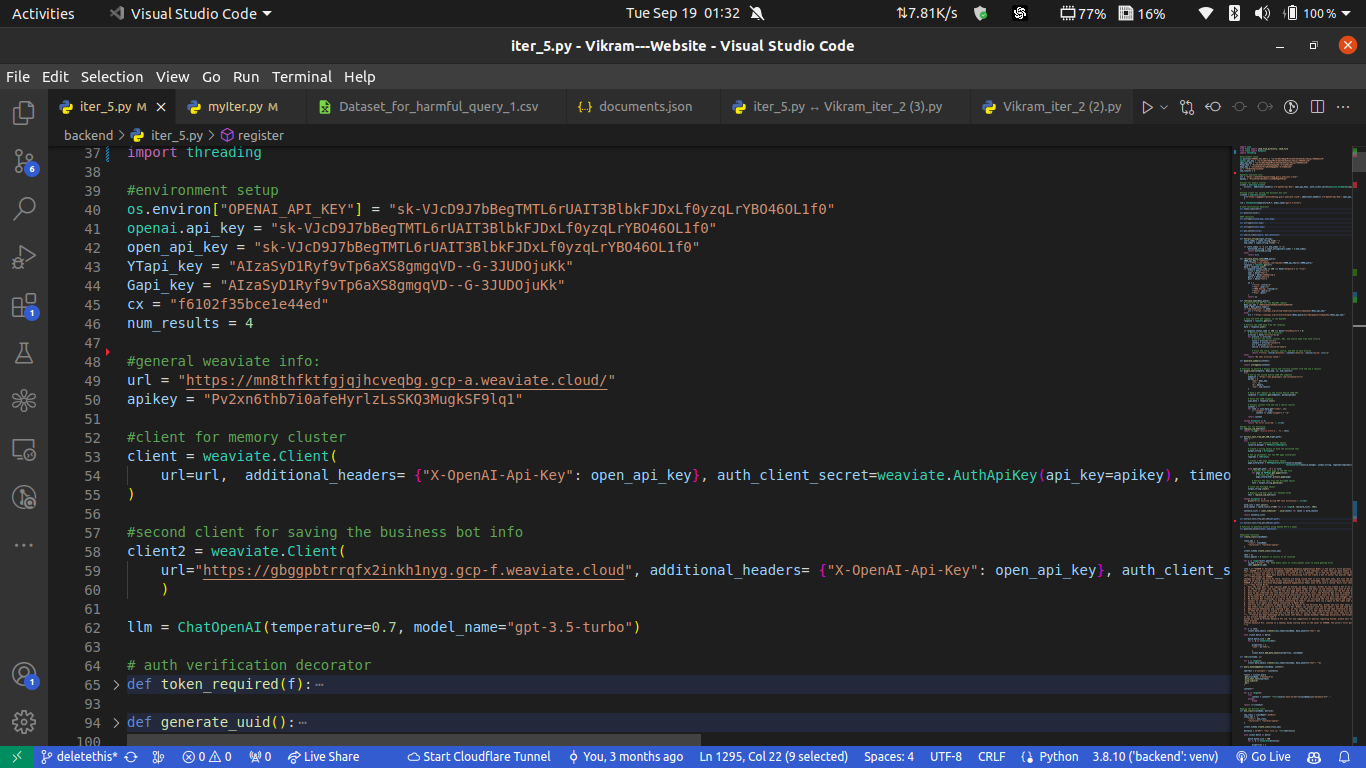 Activities Visual Studio Code Tue Sep 19 01:32 7.81K/s 77% 16% 100 %
iter_5.py - Vikram---Website - Visual Studio Code
File Edit Selection View Go Run Terminal Help
iter_5.py M myIter.py M Dataset_for_harmful_query_1.csv documents.json iter_5.py ↔ Vikram_iter_2 (3).py Vikram_iter_2 (2).py
backend > iter_5.py > register
37 import threading
38
39 #environment setup
40 os.environ["OPENAI_API_KEY"] = "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"
41 openai.api_key = "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"
42 open_api_key = "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"
43 YTapi_key = "AIzaSyD1Ryf9vTp6aXS8gmgqVD--G-3JUDOjuKk"
44 Gapi_key = "AIzaSyD1Ryf9vTp6aXS8gmgqVD--G-3JUDOjuKk"
45 cx = "f6102f35bce1e44ed"
46 num_results = 4
47
48 #general weaviate info:
49 url = "https://mn8thfktfgjqjhcveqbg.gcp-a.weaviate.cloud/"
50 apikey = "Pv2xn6thb7i0afeHyrlzLsSKQ3MugkSF9lq1"
51
52 #client for memory cluster
53 client = weaviate.Client(
54 url=url, additional_headers= {"X-OpenAI-Api-Key": open_api_key}, auth_client_secret=weaviate.AuthApiKey(api_key=apikey), timeo
55 )
56
57 #second client for saving the business bot info
58 client2 = weaviate.Client(
59 url="https://gbggpbtrrqfx2inkh1nyg.gcp-f.weaviate.cloud", additional_headers= {"X-OpenAI-Api-Key": open_api_key}, auth_client_s
60 )
61
62 llm = ChatOpenAI(temperature=0.7, model_name="gpt-3.5-turbo")
63
64 # auth verification decorator
65 def token_required(f):
93
94 def generate_uuid():
100
6
1
1
deletethis* 0 0 0 Live Share Start Cloudflare Tunnel You, 3 months ago Ln 1295, Col 22 (9 selected) Spaces: 4 UTF-8 CRLF Python 3.8.10 ('backend': venv) Go Live